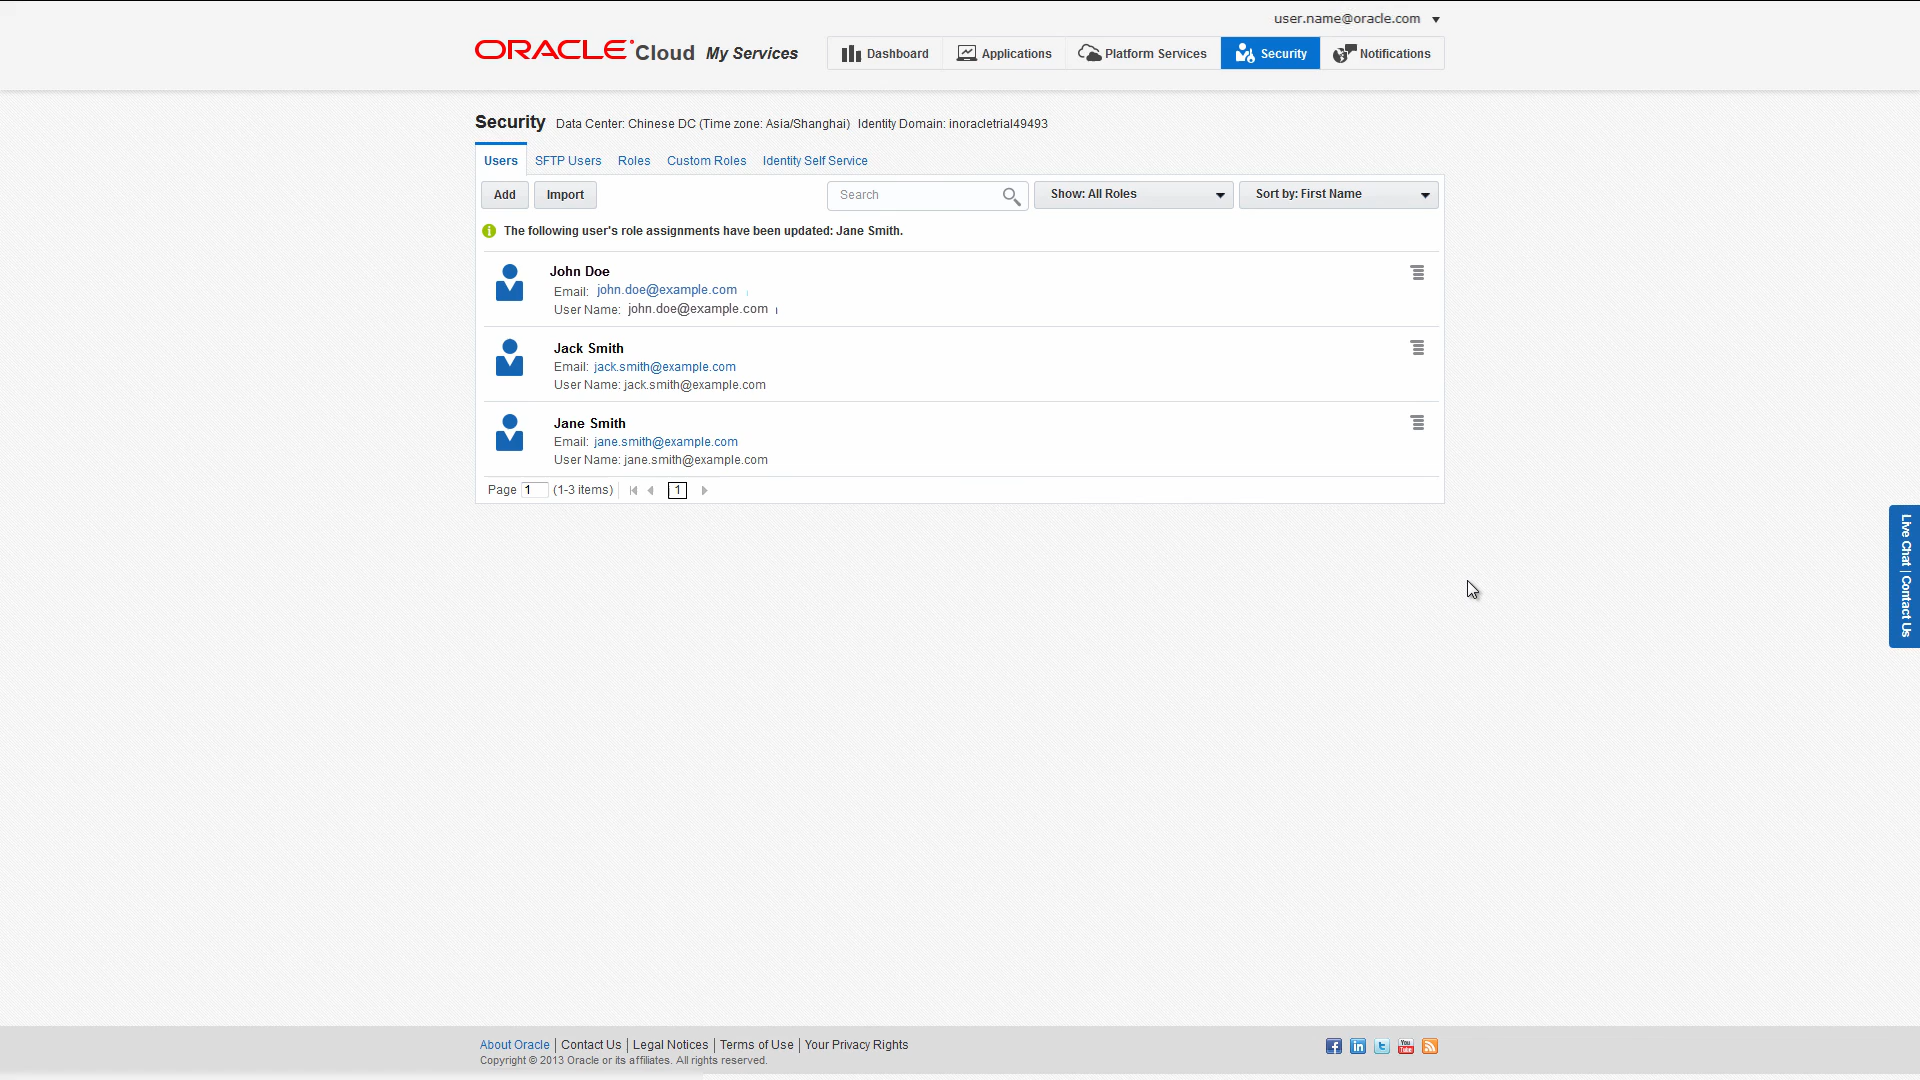 user.name@oracle.com
ORACLE Cloud My Services
Dashboard Applications Platform Services Security Notifications
Security Data Center: Chinese DC (Time zone: Asia/Shanghai) Identity Domain: inoracletrial49493
Users SFTP Users Roles Custom Roles Identity Self Service
Add Import Search Show: All Roles Sort by: First Name
The following user's role assignments have been updated: Jane Smith.
John Doe
Email: john.doe@example.com
User Name: john.doe@example.com
Jack Smith
Email: jack.smith@example.com
User Name: jack.smith@example.com
Jane Smith
Email: jane.smith@example.com
User Name: jane.smith@example.com
Page 1 (1-3 items) 1
Live Chat | Contact Us
About Oracle | Contact Us | Legal Notices | Terms of Use | Your Privacy Rights
Copyright © 2013 Oracle or its affiliates. All rights reserved.